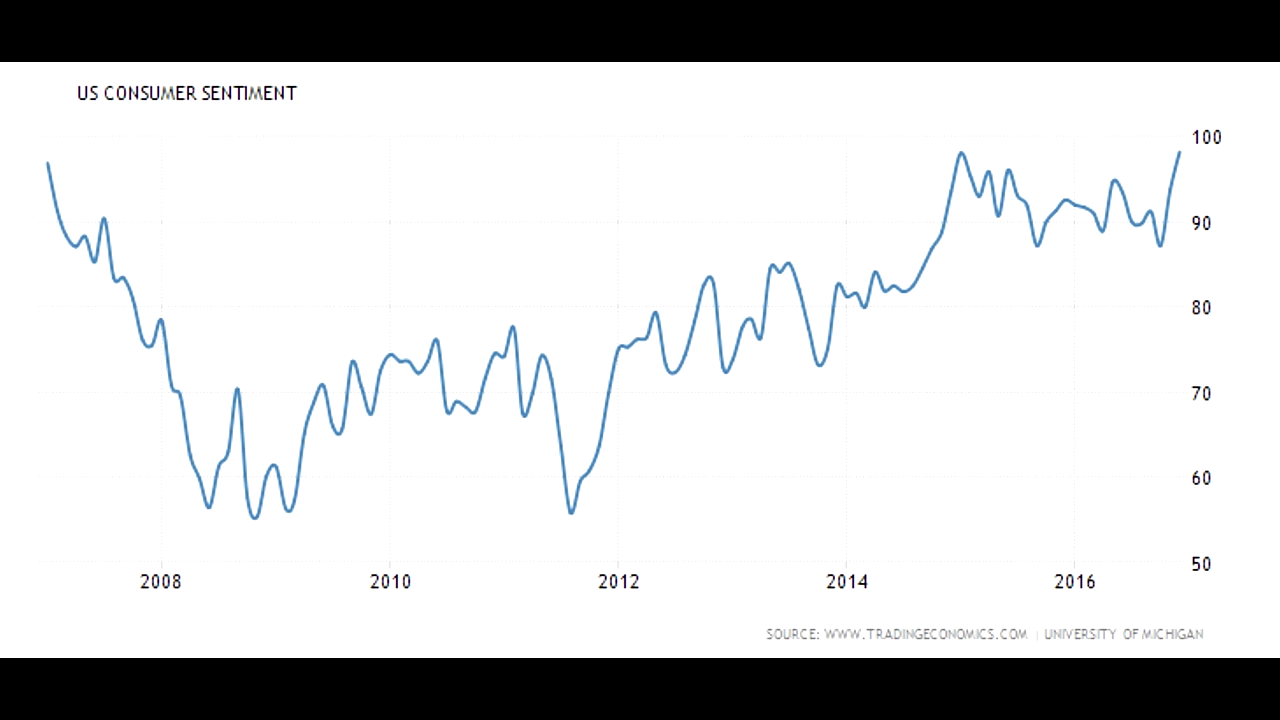 US CONSUMER SENTIMENT
100
90
80
70
60
50
2008 2010 2012 2014 2016
SOURCE: WWW.TRADINGECONOMICS.COM | UNIVERSITY OF MICHIGAN